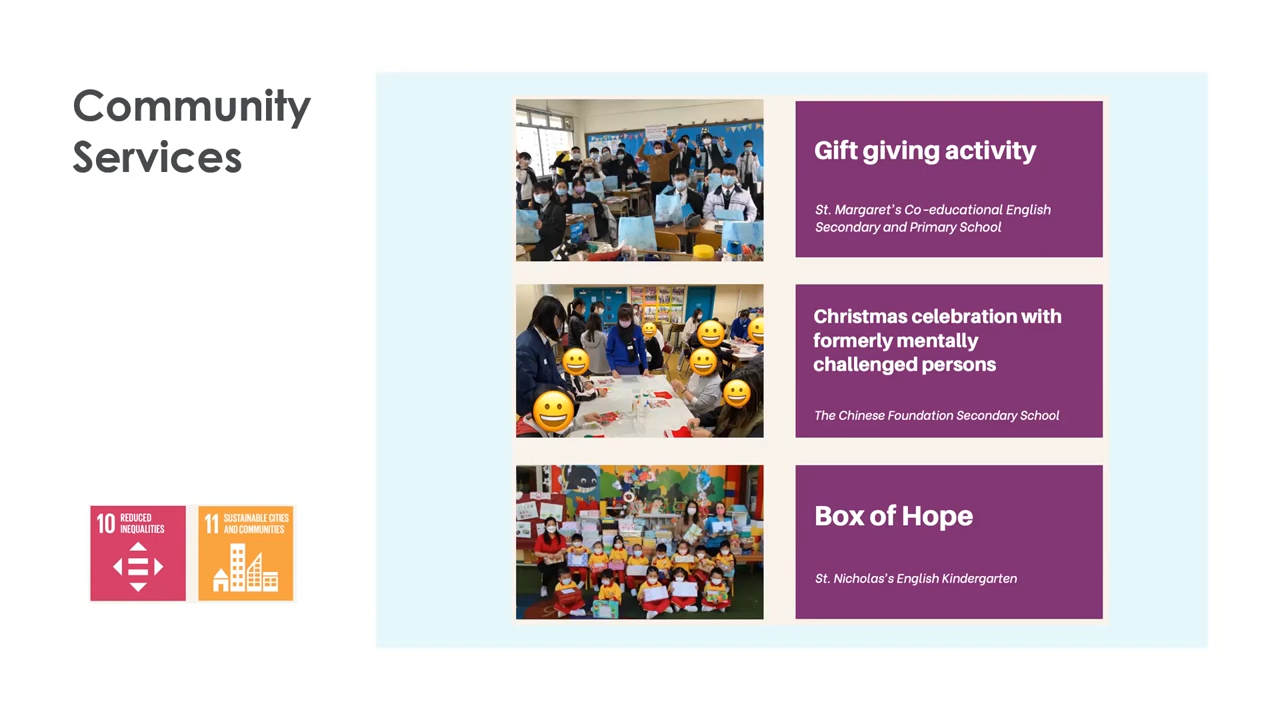 Community
Services
Gift giving activity
St. Margaret's Co-educational English
Secondary and Primary School
Christmas celebration with
formerly mentally
challenged persons
The Chinese Foundation Secondary School
Box of Hope
St. Nicholas's English Kindergarten
10 REDUCED
INEQUALITIES
11 SUSTAINABLE CITIES
AND COMMUNITIES